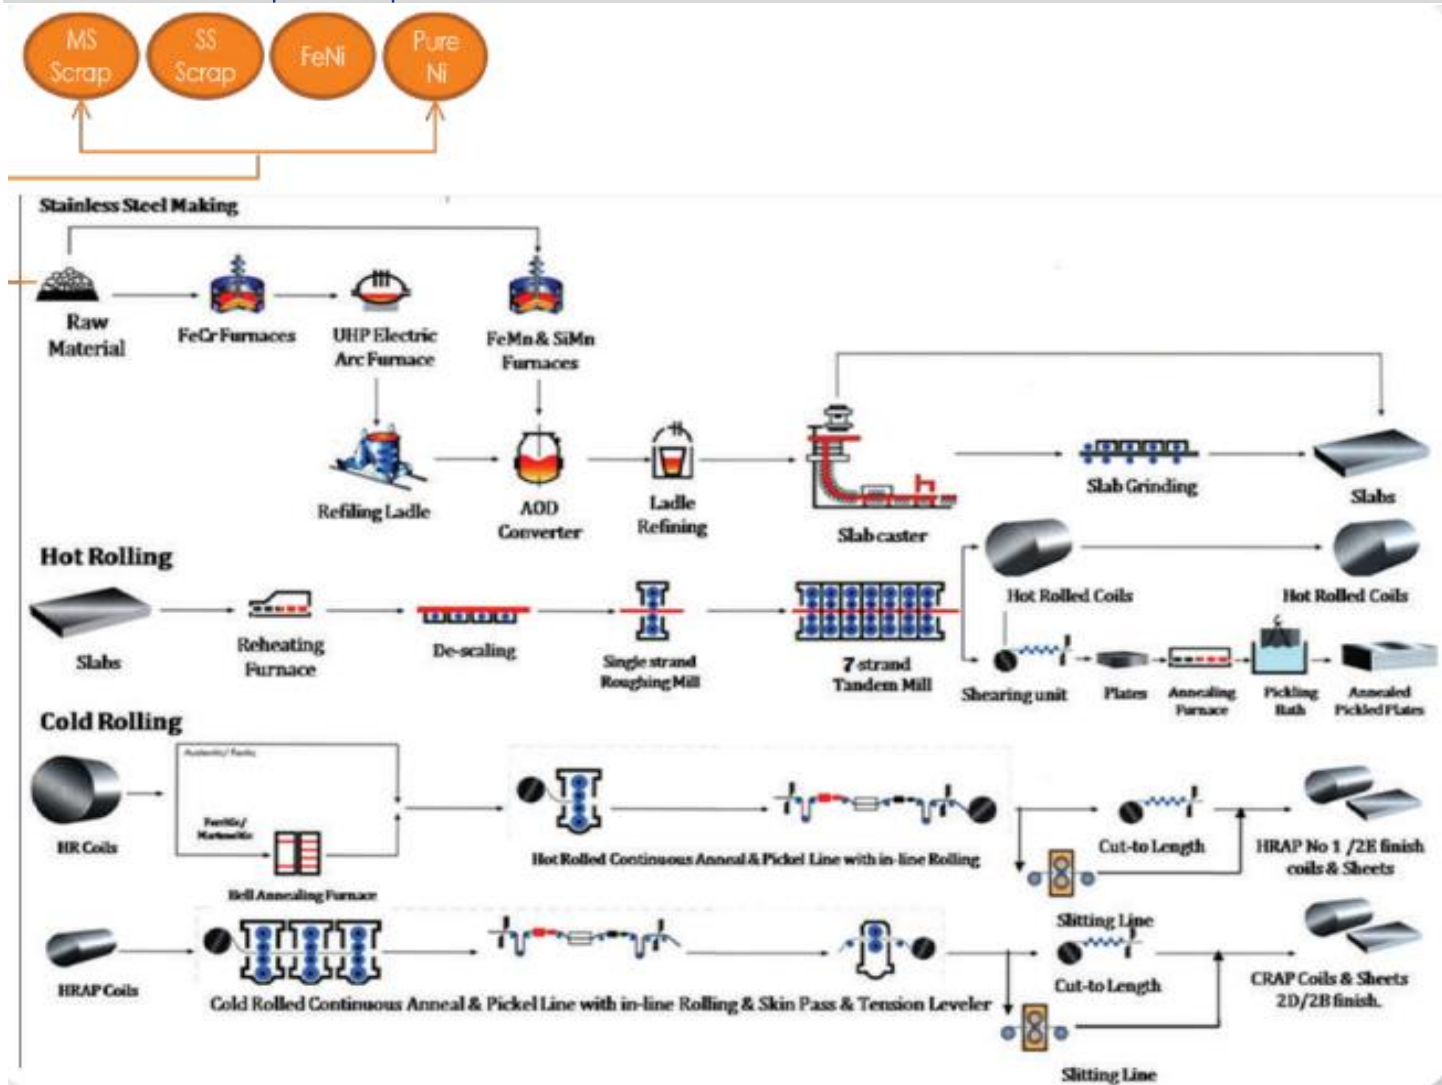 MS
Scrap
SS
Scrap
FeNi
Pure
Ni
Stainless Steel Making
Raw
Material
FeCr Furnaces
UHP Electric
Arc Furnace
FeMn & SiMn
Furnaces
Refiling Ladle
AOD
Converter
Ladle
Refining
Slab caster
Slab Grinding
Slabs
Hot Rolling
Slabs
Reheating
Furnace
De-scaling
Single strand
Roughing Mill
7-strand
Tandem Mill
Hot Rolled Coils
Hot Rolled Coils
Shearing unit
Plates
Annealing
Furnace
Pickling
Bath
Annealed
Pickled Plates
Cold Rolling
HR Coils
Austenitic/
Ferritic/
Bell Annealing Furnace
Hot Rolled Continuous Anneal & Pickel Line with in-line Rolling
Cut-to Length
Slitting Line
HRAP No 1 /2E finish
coils & Sheets
HRAP Coils
Cold Rolled Continuous Anneal & Pickel Line with in-line Rolling & Skin Pass & Tension Leveler
Cut-to Length
Slitting Line
CRAP Coils & Sheets
2D/2B finish.